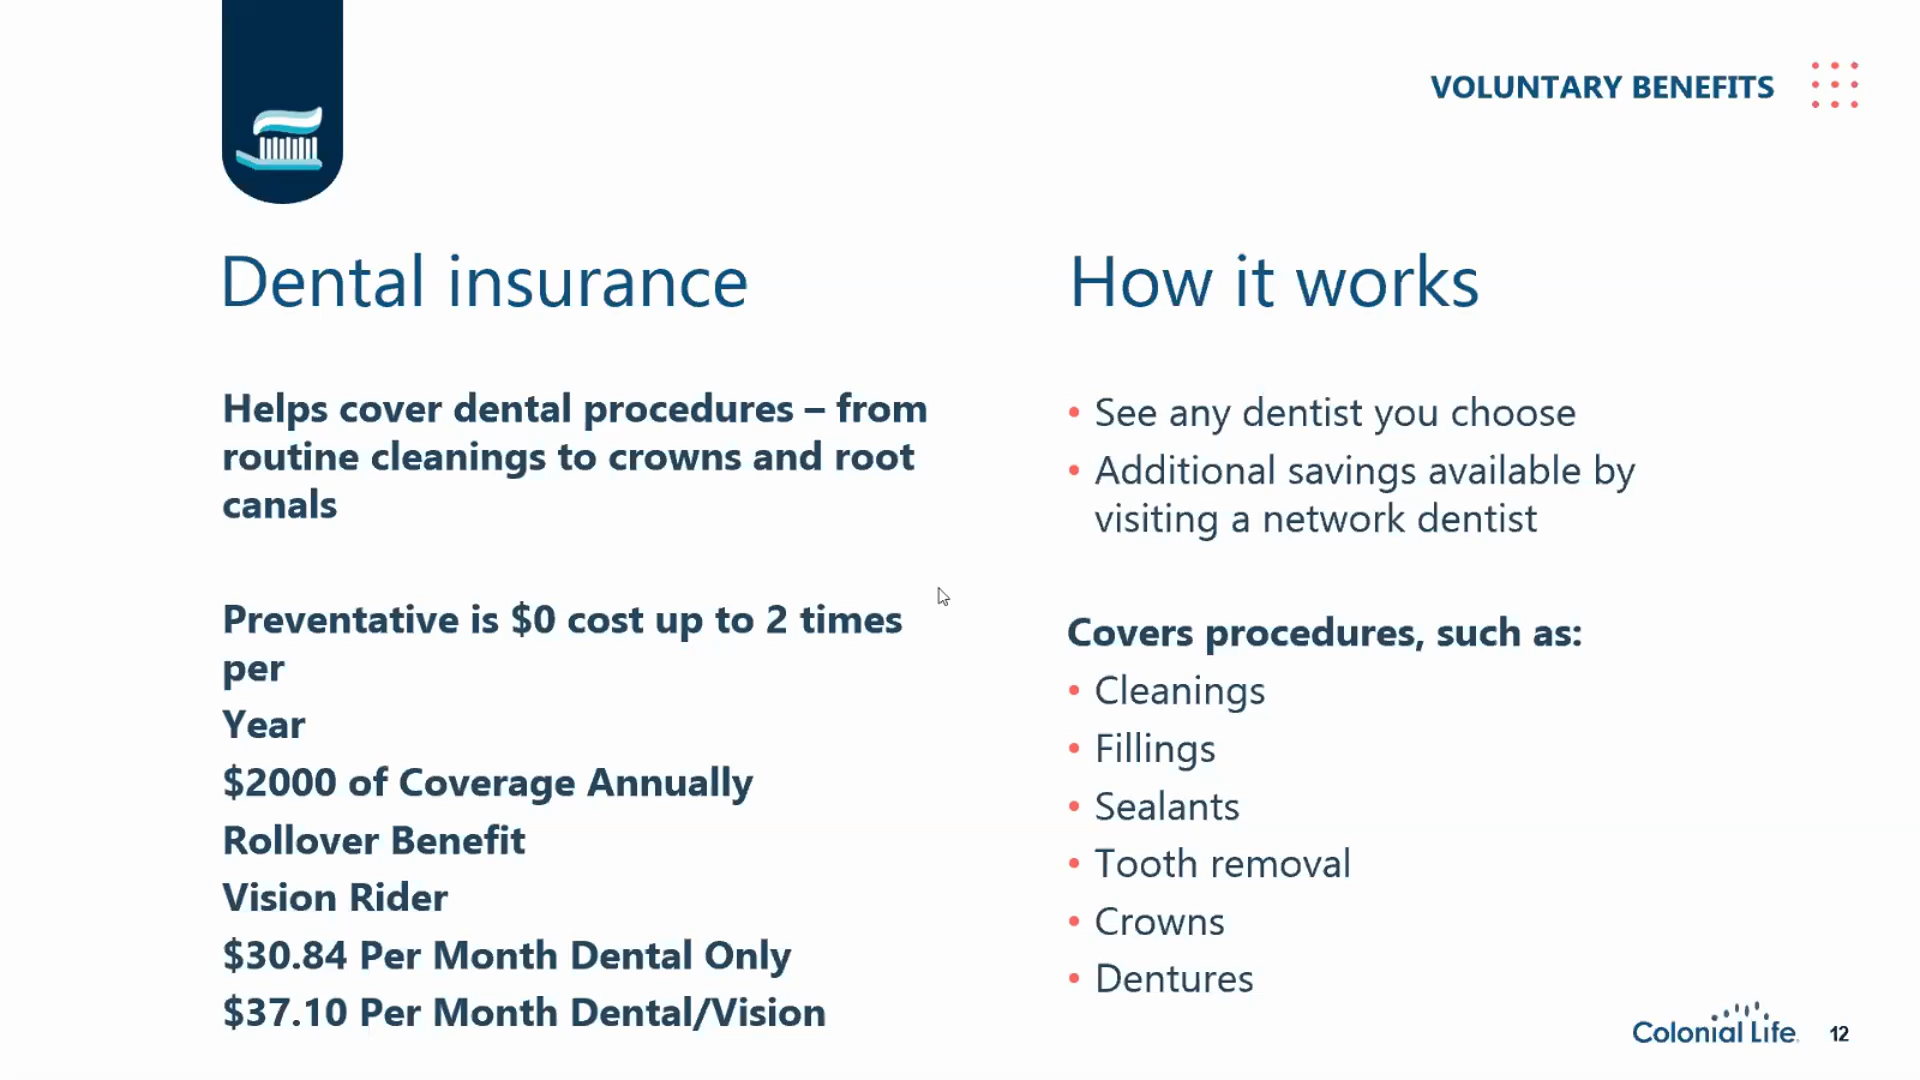 VOLUNTARY BENEFITS
Dental insurance
Helps cover dental procedures – from
routine cleanings to crowns and root
canals
Preventative is $0 cost up to 2 times
per
Year
$2000 of Coverage Annually
Rollover Benefit
Vision Rider
$30.84 Per Month Dental Only
$37.10 Per Month Dental/Vision
How it works
• See any dentist you choose
• Additional savings available by
visiting a network dentist
Covers procedures, such as:
• Cleanings
• Fillings
• Sealants
• Tooth removal
• Crowns
• Dentures
Colonial Life.
12